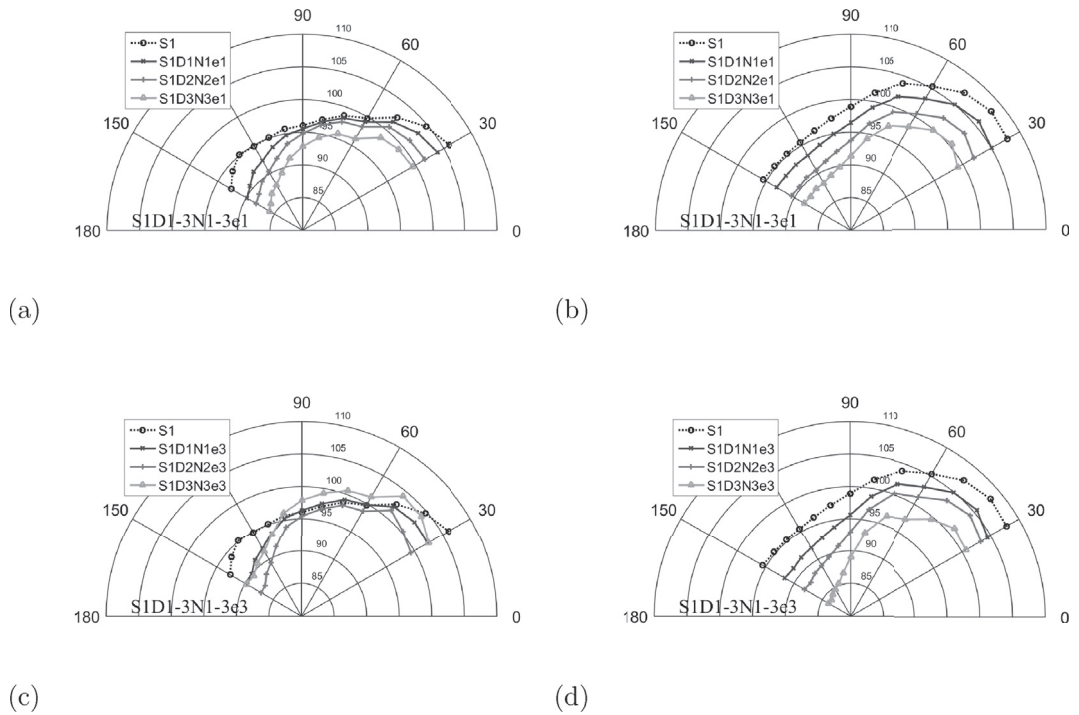 90
110
S1
S1D1N1e1
S1D2N2e1
S1D3N3e1
60
105
100
150
95
30
90
85
S1D1-3N1-3e1
180
0
(a)
90
110
S1
S1D1N1e1
S1D2N2e1
S1D3N3e1
60
105
100
150
95
30
90
85
S1D1-3N1-3e1
180
0
(b)
90
110
S1
S1D1N1e3
S1D2N2e3
S1D3N3e3
60
105
100
150
95
30
90
85
S1D1-3N1-3e3
180
0
(c)
90
110
S1
S1D1N1e3
S1D2N2e3
S1D3N3e3
60
105
100
150
95
30
90
85
S1D1-3N1-3e3
180
0
(d)